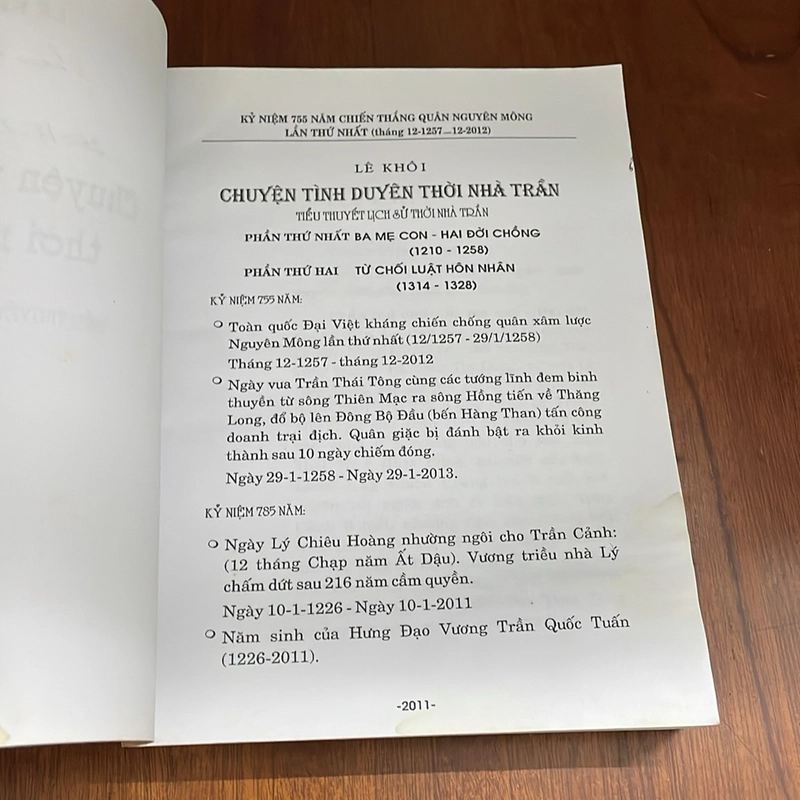 KỶ NIỆM 755 NĂM CHIẾN THẮNG QUÂN NGUYÊN MÔNG
LẦN THỨ NHẤT (tháng 12-1257—12-2012)
LÊ KHÔI
CHUYỆN TÌNH DUYÊN THỜI NHÀ TRẦN
TIỂU THUYẾT LỊCH SỬ THỜI NHÀ TRẦN
PHẦN THỨ NHẤT BA MẸ CON - HAI ĐỜI CHỒNG
(1210 - 1258)
PHẦN THỨ HAI TỪ CHỐI LUẬT HÔN NHÂN
(1314 - 1328)
KỶ NIỆM 755 NĂM:
Toàn quốc Đại Việt kháng chiến chống quân xâm lược
Nguyên Mông lần thứ nhất (12/1257 - 29/1/1258)
Tháng 12-1257 - tháng 12-2012
Ngày vua Trần Thái Tông cùng các tướng lĩnh đem binh
thuyền từ sông Thiên Mạc ra sông Hồng tiến về Thăng
Long, đổ bộ lên Đông Bộ Đầu (bến Hàng Than) tấn công
doanh trại địch. Quân giặc bị đánh bật ra khỏi kinh
thành sau 10 ngày chiếm đóng.
Ngày 29-1-1258 - Ngày 29-1-2013.
KỶ NIỆM 785 NĂM:
Ngày Lý Chiêu Hoàng nhường ngôi cho Trần Cảnh:
(12 tháng Chạp năm Ất Dậu). Vương triều nhà Lý
chấm dứt sau 216 năm cầm quyền.
Ngày 10-1-1226 - Ngày 10-1-2011
Năm sinh của Hưng Đạo Vương Trần Quốc Tuấn
(1226-2011).
-2011-